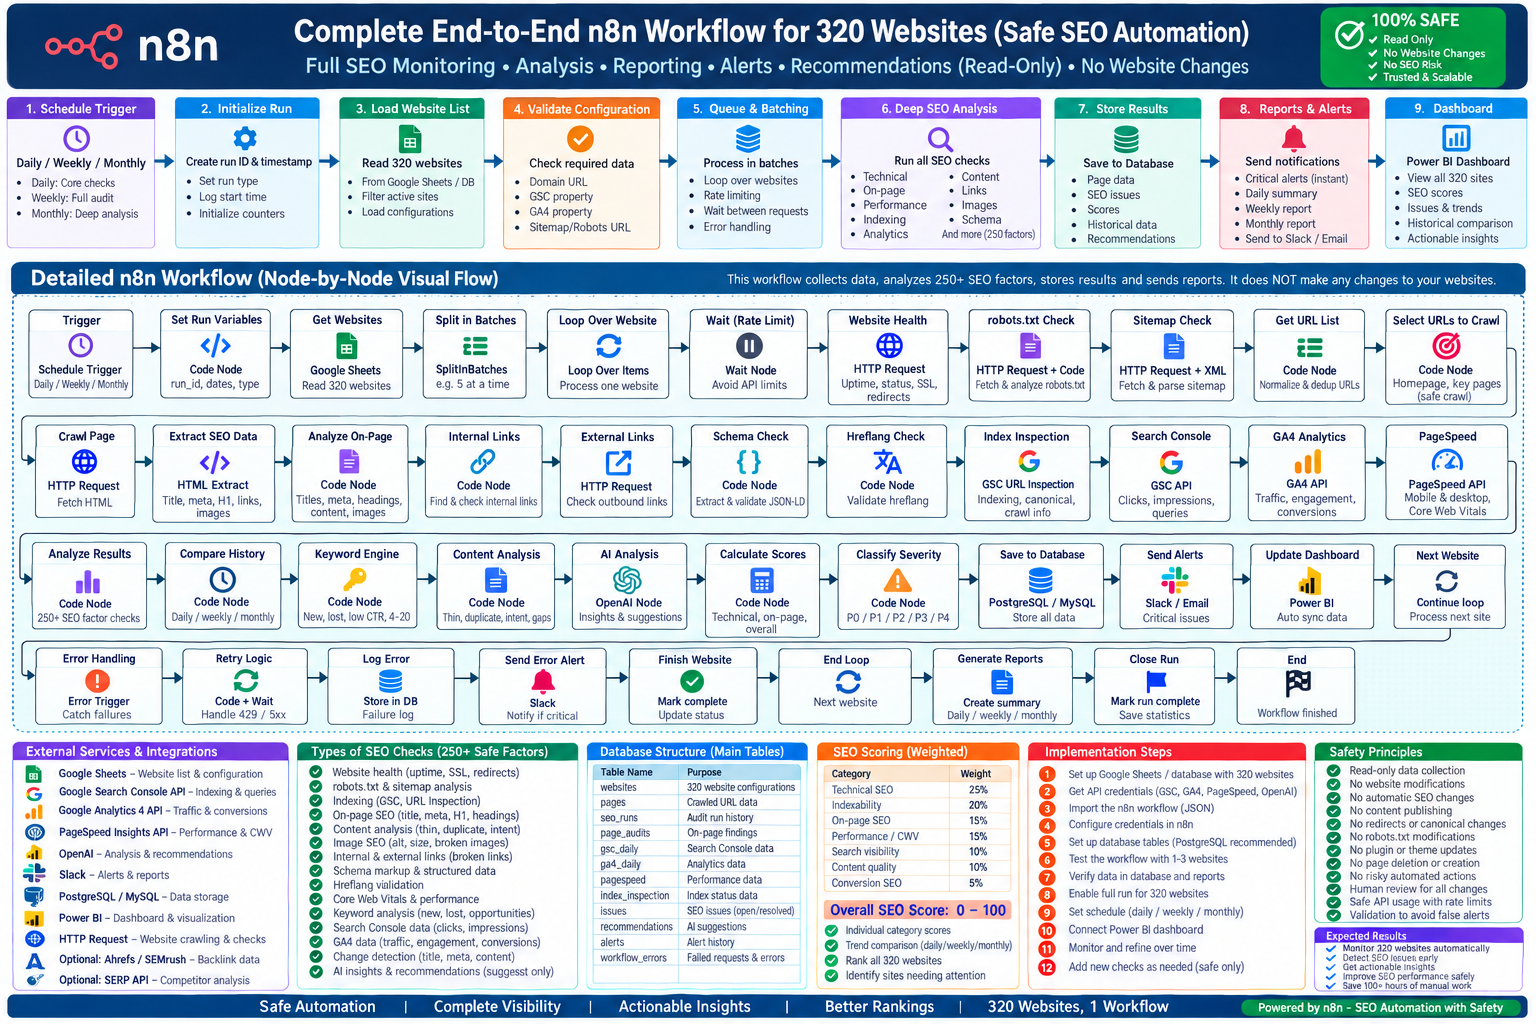 n8n
Complete End-to-End n8n Workflow for 320 Websites (Safe SEO Automation)
Full SEO Monitoring • Analysis • Reporting • Alerts • Recommendations (Read-Only) • No Website Changes
100% SAFE
Read Only
No Website Changes
No SEO Risk
Trusted & Scalable
1. Schedule Trigger
Daily / Weekly / Monthly
• Daily: Core checks
• Weekly: Full audit
• Monthly: Deep analysis
2. Initialize Run
Create run ID & timestamp
• Set run type
• Log start time
• Initialize counters
3. Load Website List
Read 320 websites
• From Google Sheets / DB
• Filter active sites
• Load configurations
4. Validate Configuration
Check required data
• Domain URL
• GSC property
• GA4 property
• Sitemap/Robots URL
5. Queue & Batching
Process in batches
• Loop over websites
• Rate limiting
• Wait between requests
• Error handling
6. Deep SEO Analysis
Run all SEO checks
• Technical
• On-page
• Performance
• Indexing
• Analytics
• Content
• Links
• Images
• Schema
And more (250 factors)
7. Store Results
Save to Database
• Page data
• SEO issues
• Scores
• Historical data
• Recommendations
8. Reports & Alerts
Send notifications
• Critical alerts (instant)
• Daily summary
• Weekly report
• Monthly report
• Send to Slack / Email
9. Dashboard
Power BI Dashboard
• View all 320 sites
• SEO scores
• Issues & trends
• Historical comparison
• Actionable insights
Detailed n8n Workflow (Node-by-Node Visual Flow)
This workflow collects data, analyzes 250+ SEO factors, stores results and sends reports. It does NOT make any changes to your websites.
Trigger
Schedule Trigger
Daily / Weekly / Monthly
Set Run Variables
Code Node
run_id, dates, type
Get Websites
Google Sheets
Read 320 websites
Split in Batches
SplitInBatches
e.g. 5 at a time
Loop Over Website
Loop Over Items
Process one website
Wait (Rate Limit)
Wait Node
Avoid API limits
Website Health
HTTP Request
Uptime, status, SSL,
redirects
robots.txt Check
HTTP Request + Code
Fetch & analyze robots.txt
Sitemap Check
HTTP Request + XML
Fetch & parse sitemap
Get URL List
Code Node
Normalize & dedup URLs
Select URLs to Crawl
Code Node
Homepage, key pages
(safe crawl)
Crawl Page
HTTP Request
Fetch HTML
Extract SEO Data
HTML Extract
Title, meta, H1, links,
images
Analyze On-Page
Code Node
Titles, meta, headings,
content, images
Internal Links
Code Node
Find & check internal links
External Links
HTTP Request
Check outbound links
Schema Check
Code Node
Extract & validate JSON-LD
Hreflang Check
Code Node
Validate hreflang
Index Inspection
GSC URL Inspection
Indexing, canonical,
crawl info
Search Console
GSC API
Clicks, impressions,
queries
GA4 Analytics
GA4 API
Traffic, engagement,
conversions
PageSpeed
PageSpeed API
Mobile & desktop,
Core Web Vitals
Analyze Results
Code Node
250+ SEO factor checks
Compare History
Code Node
Daily / weekly / monthly
Keyword Engine
Code Node
New, lost, low CTR, 4–20
Content Analysis
Code Node
Thin, duplicate, intent, gaps
AI Analysis
OpenAI Node
Insights & suggestions
Calculate Scores
Code Node
Technical, on-page,
overall
Classify Severity
Code Node
P0 / P1 / P2 / P3 / P4
Save to Database
PostgreSQL / MySQL
Store all data
Send Alerts
Slack / Email
Critical issues
Update Dashboard
Power BI
Auto sync data
Next Website
Continue loop
Process next site
Error Handling
Error Trigger
Catch failures
Retry Logic
Code + Wait
Handle 429 / 5xx
Log Error
Store in DB
Failure log
Send Error Alert
Slack
Notify if critical
Finish Website
Mark complete
Update status
End Loop
Next website
Generate Reports
Create summary
Daily / weekly / monthly
Close Run
Mark run complete
Save statistics
End
Workflow finished
External Services & Integrations
Google Sheets – Website list & configuration
Google Search Console API – Indexing & queries
Google Analytics 4 API – Traffic & conversions
PageSpeed Insights API – Performance & CWV
OpenAI – Analysis & recommendations
Slack – Alerts & reports
PostgreSQL / MySQL – Data storage
Power BI – Dashboard & visualization
HTTP Request – Website crawling & checks
Optional: Ahrefs / SEMrush – Backlink data
Optional: SERP API – Competitor analysis
Types of SEO Checks (250+ Safe Factors)
Website health (uptime, SSL, redirects)
robots.txt & sitemap analysis
Indexing (GSC, URL Inspection)
On-page SEO (title, meta, H1, headings)
Content analysis (thin, duplicate, intent)
Image SEO (alt, size, broken images)
Internal & external links (broken links)
Schema markup & structured data
Hreflang validation
Core Web Vitals & performance
Keyword analysis (new, lost, opportunities)
Search Console data (clicks, impressions)
GA4 data (traffic, engagement, conversions)
Change detection (title, meta, content)
AI insights & recommendations (suggesst only)
Database Structure (Main Tables)
Table Name Purpose
websites 320 website configurations
pages Crawled URL data
seo_runs Audit run history
page_audits On-page findings
gsc_daily Search Console data
ga4_daily Analytics data
pagespeed Performance data
index_inspection Index status data
issues SEO issues (open/resolved)
recommendations AI suggestions
alerts Alert history
workflow_errors Failed requests & errors
SEO Scoring (Weighted)
Category Weight
Technical SEO 25%
Indexability 20%
On-page SEO 15%
Performance / CWV 15%
Search visibility 10%
Content quality 10%
Conversion SEO 5%
Overall SEO Score: 0 – 100
Individual category scores
Trend comparison (daily/weekly/monthly)
Rank all 320 websites
Identify sites needing attention
Implementation Steps
1 Set up Google Sheets / database with 320 websites
2 Get API credentials (GSC, GA4, PageSpeed, OpenAI)
3 Import the n8n workflow (JSON)
4 Configure credentials in n8n
5 Set up database tables (PostgreSQL recommended)
6 Test the workflow with 1–3 websites
7 Verify data in database and reports
8 Enable full run for 320 websites
9 Set schedule (daily / weekly / monthly)
10 Connect Power BI dashboard
11 Monitor and refine over time
12 Add new checks as needed (safe only)
Safety Principles
Read-only data collection
No website modifications
No automatic SEO changes
No content publishing
No redirects or canonical changes
No robots.txt modifications
No plugin or theme updates
No page deletion or creation
No risky automated actions
Human review for all changes
Safe API usage with rate limits
Validation to avoid false alerts
Expected Results
Monitor 320 websites automatically
Detect SEO issues early
Get actionable insights
Improve SEO performance safely
Save 100+ hours of manual work
Safe Automation | Complete Visibility | Actionable Insights | Better Rankings | 320 Websites, 1 Workflow
Powered by n8n – SEO Automation with Safety